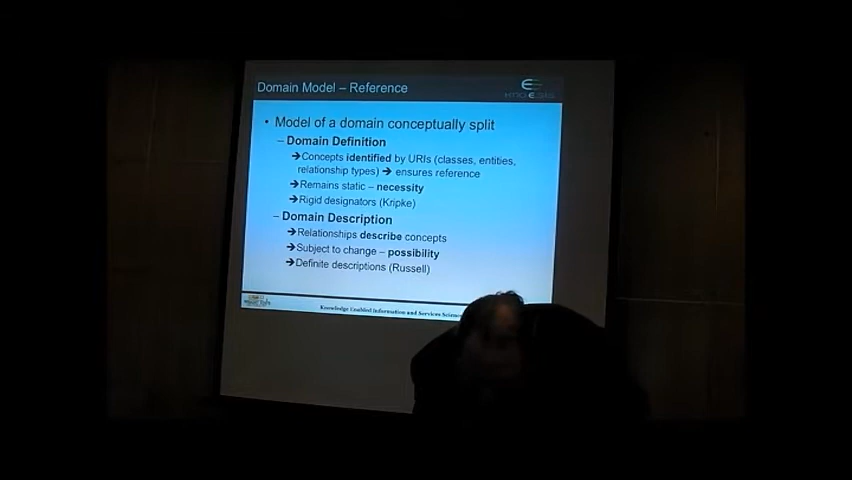 Domain Model – Reference
• Model of a domain conceptually split
– Domain Definition
➔Concepts identified by URIs (classes, entities,
relationship types) ➔ ensures reference
➔Remains static – necessity
➔Rigid designators (Kripke)
– Domain Description
➔Relationships describe concepts
➔Subject to change – possibility
➔Definite descriptions (Russell)
Knowledge Enabled Information and Services Science